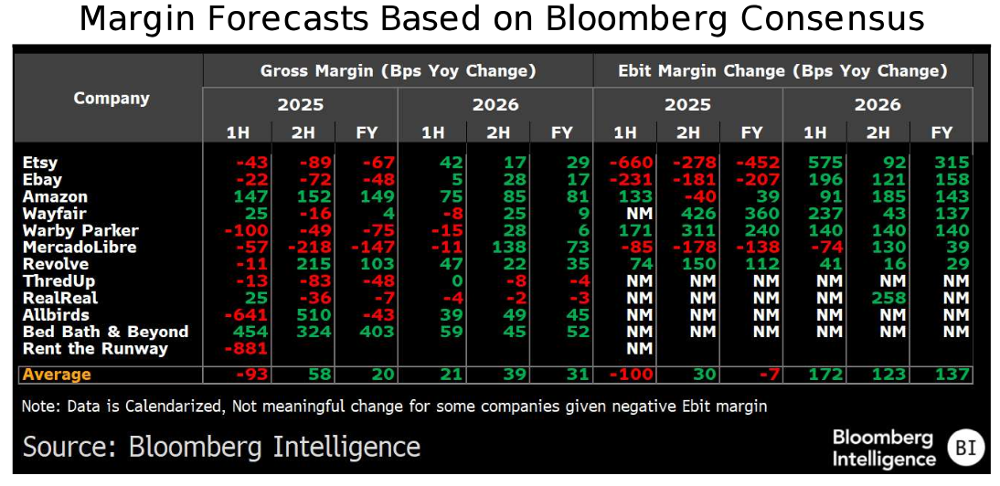 Margin Forecasts Based on Bloomberg Consensus
Company Gross Margin (Bps Yoy Change) Ebit Margin Change (Bps Yoy Change)
2025 2026 2025 2026
1H 2H FY 1H 2H FY 1H 2H FY 1H 2H FY
Etsy -43 -89 -67 42 17 29 -660 -278 -452 575 92 315
Ebay -22 -72 -48 5 28 17 -231 -181 -207 196 121 158
Amazon 147 152 149 75 85 81 133 -40 39 91 185 143
Wayfair 25 -16 4 -8 25 9 NM 426 360 237 43 137
Warby Parker -100 -49 -75 -15 28 6 171 311 240 140 140 140
MercadoLibre -57 -218 -147 -11 138 73 -85 -178 -138 -74 130 39
Revolve -11 215 103 47 22 35 74 150 112 41 16 29
ThredUp -13 -83 -48 0 -8 -4 NM NM NM NM NM NM
RealReal 25 -36 -7 -4 -2 -3 NM NM NM NM 258 NM
Allbirds -641 510 -43 39 49 45 NM NM NM NM NM NM
Bed Bath & Beyond 454 324 403 59 45 52 NM NM NM NM NM NM
Rent the Runway -881 NM
Average -93 58 20 21 39 31 -100 30 -7 172 123 137
Note: Data is Calendarized, Not meaningful change for some companies given negative Ebit margin
Source: Bloomberg Intelligence
Bloomberg
Intelligence
BI